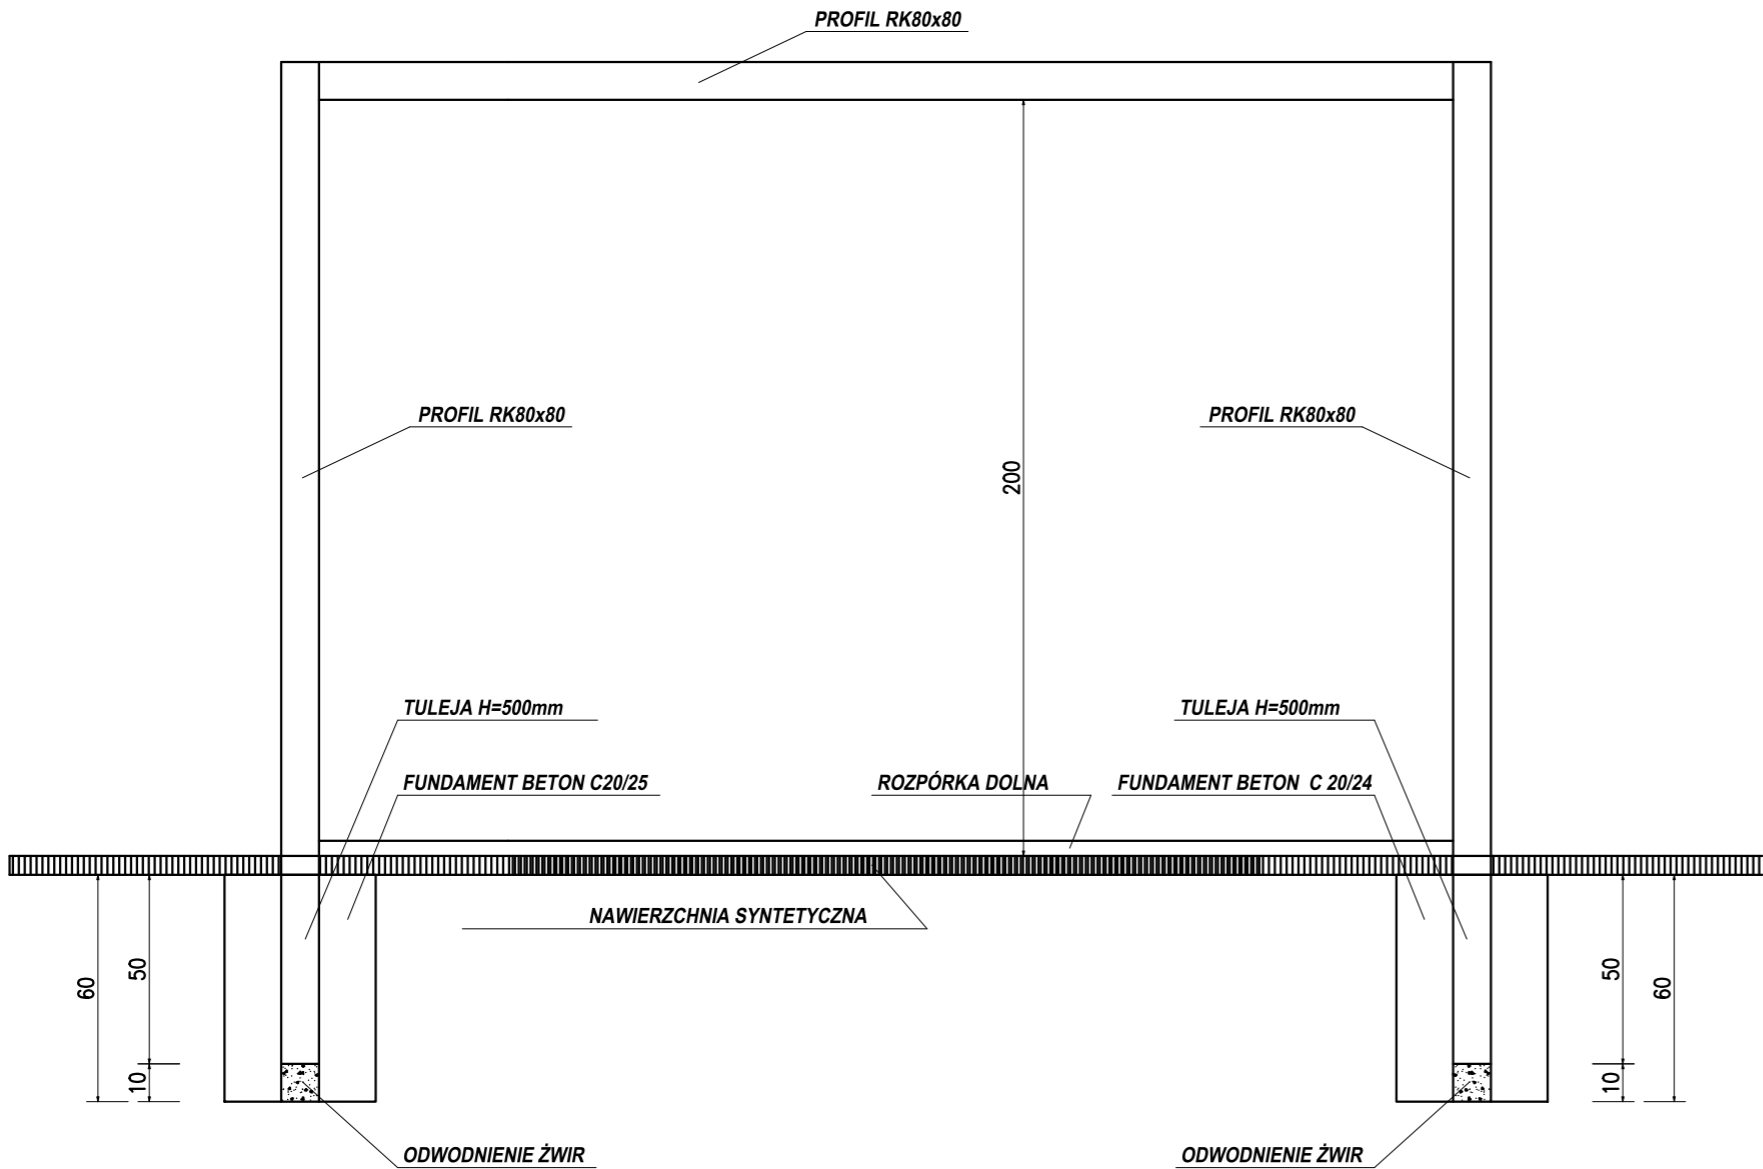 PROFIL RK80x80
PROFIL RK80x80
PROFIL RK80x80
200
TULEJA H=500mm
TULEJA H=500mm
FUNDAMENT BETON C20/25
ROZPÓRKA DOLNA
FUNDAMENT BETON C 20/24
NAWIERZCHNIA SYNTETYCZNA
60
50
50
60
10
10
ODWODNIENIE ŻWIR
ODWODNIENIE ŻWIR